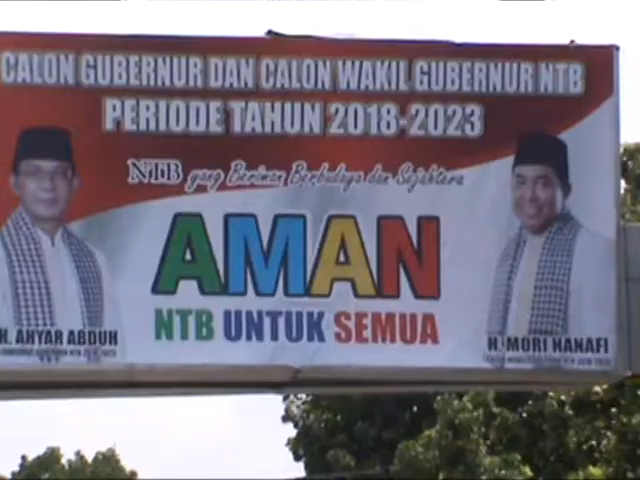 CALON GUBERNUR DAN CALON WAKIL GUBERNUR NTB
PERIODE TAHUN 2018-2023
NTB yang Beriman Berbudaya dan Sejahtera
AMAN
NTB UNTUK SEMUA
H. AHYAR ABDUH
H. MORI HANAFI